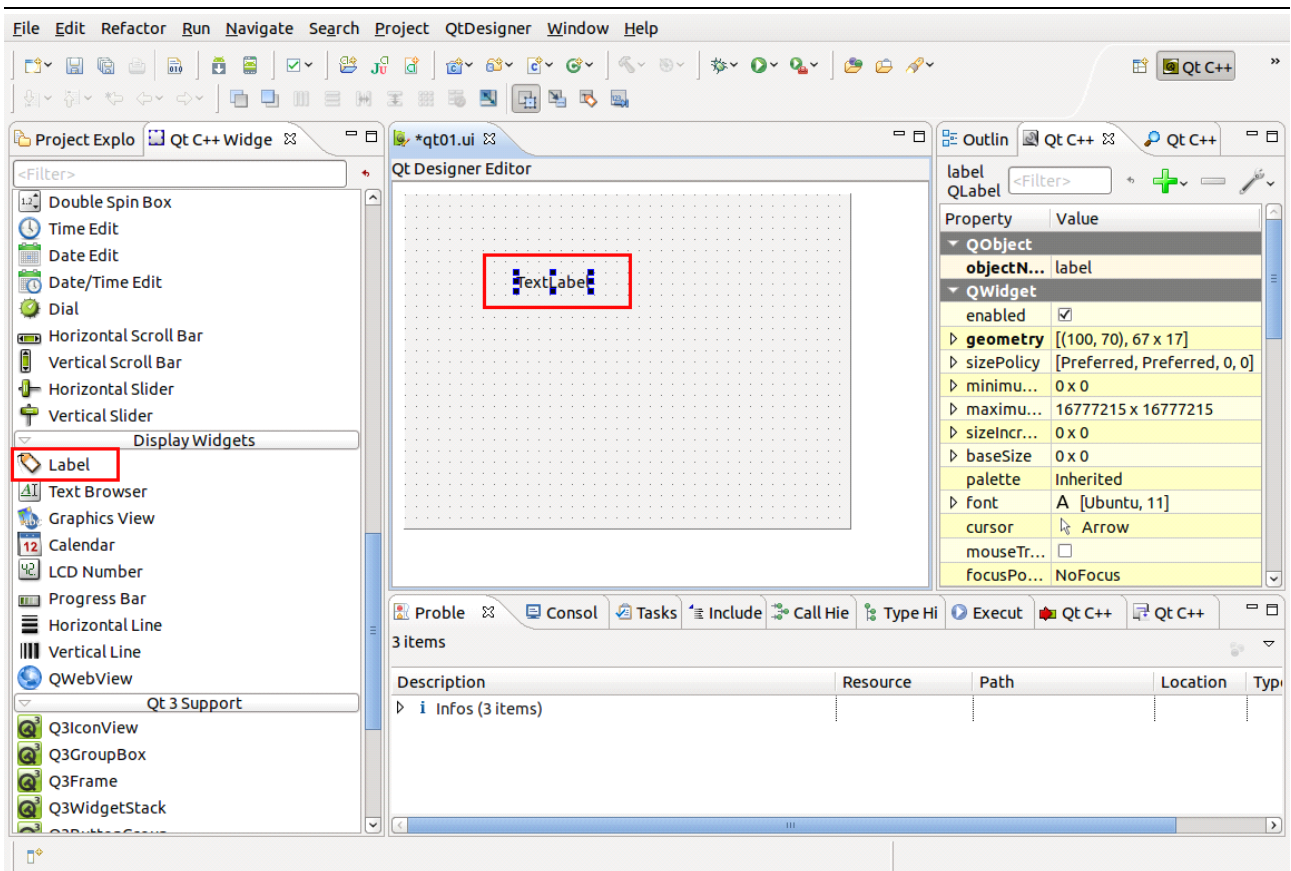 File Edit Refactor Run Navigate Search Project QtDesigner Window Help
Qt C++ »
Project Explo Qt C++ Widge
<Filter>
Double Spin Box
Time Edit
Date Edit
Date/Time Edit
Dial
Horizontal Scroll Bar
Vertical Scroll Bar
Horizontal Slider
Vertical Slider
Display Widgets
Label
Text Browser
Graphics View
Calendar
LCD Number
Progress Bar
Horizontal Line
Vertical Line
QWebView
Qt 3 Support
Q3IconView
Q3GroupBox
Q3Frame
Q3WidgetStack
*qt01.ui
Qt Designer Editor
TextLabel
Outlin Qt C++ Qt C++
label
QLabel <Filter>
Property Value
QObject
objectN... label
QWidget
enabled
geometry [(100, 70), 67 x 17]
sizePolicy [Preferred, Preferred, 0, 0]
minimu... 0 x 0
maximu... 16777215 x 16777215
sizeIncr... 0 x 0
baseSize 0 x 0
palette Inherited
font A [Ubuntu, 11]
cursor Arrow
mouseTr...
focusPo... NoFocus
Proble Consol Tasks Include Call Hie Type Hi Execut Qt C++ Qt C++
3 items
Description Resource Path Location Typ
i Infos (3 items)